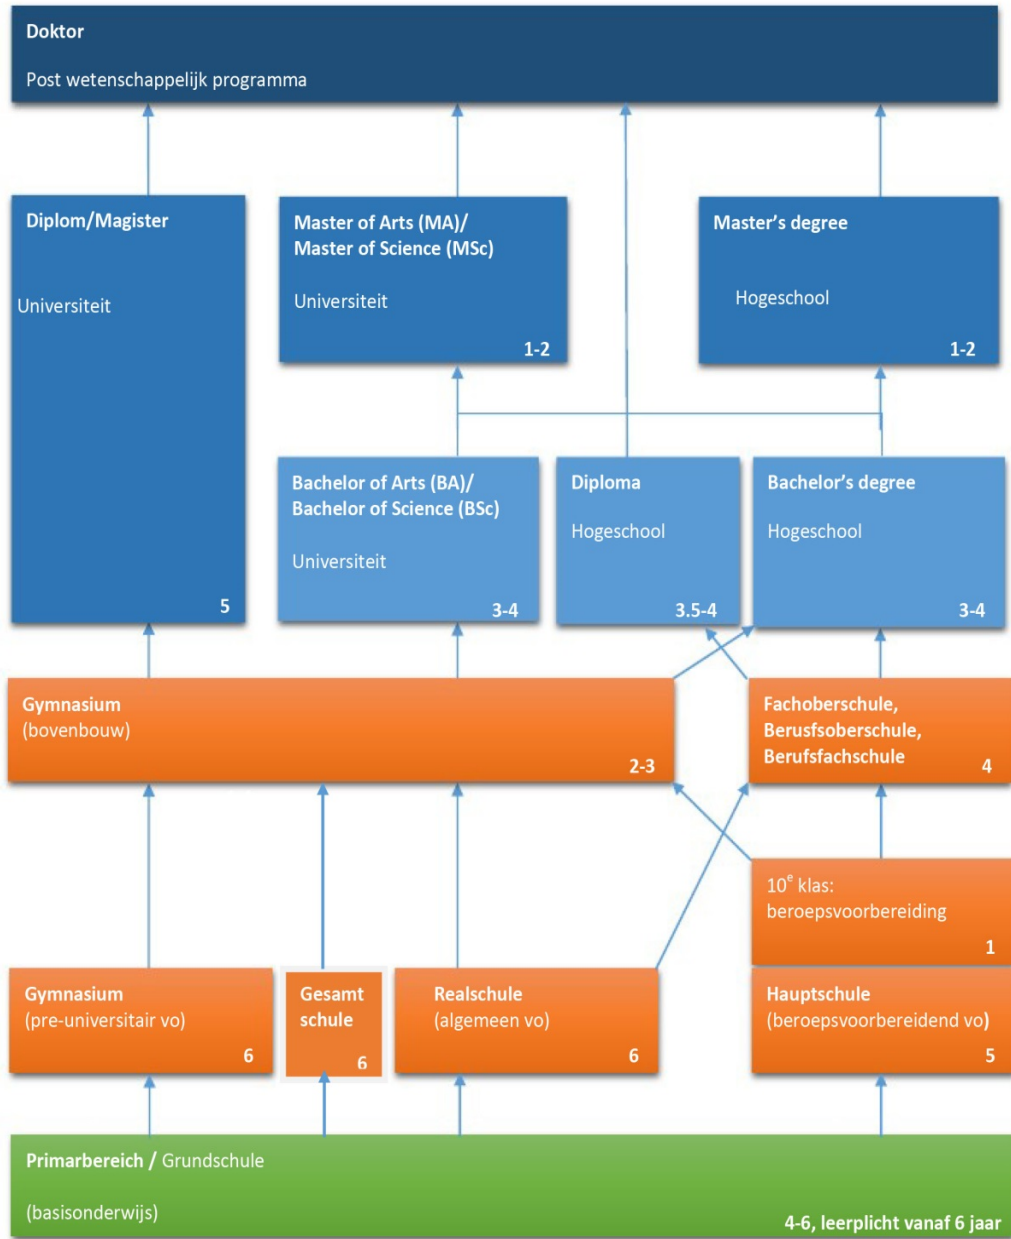 Doktor
Post wetenschappelijk programma
Diplom/Magister
Universiteit
5
Master of Arts (MA)/
Master of Science (MSc)
Universiteit
1-2
Master's degree
Hogeschool
1-2
Bachelor of Arts (BA)/
Bachelor of Science (BSc)
Universiteit
3-4
Diploma
Hogeschool
3.5-4
Bachelor's degree
Hogeschool
3-4
Gymnasium
(bovenbouw)
2-3
Fachoberschule,
Berusfsoberschule,
Berufsfachschule
4
10e klas:
beroepsvoorbereiding
1
Gymnasium
(pre-universitair vo)
6
Gesamt
schule
6
Realschule
(algemeen vo)
6
Hauptschule
(beroepsvoorbereidend vo)
5
Primarbereich / Grundschule
(basisonderwijs)
4-6, leerplicht vanaf 6 jaar